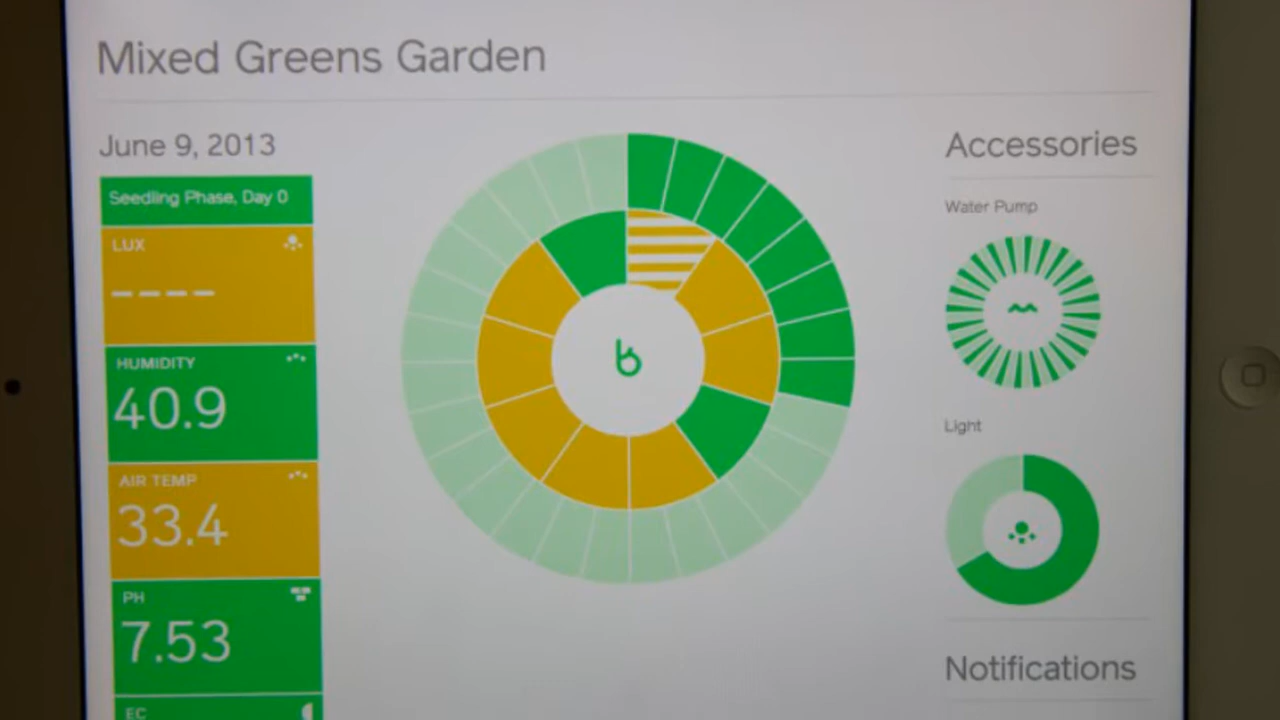 Mixed Greens Garden
June 9, 2013
Seedling Phase, Day 0
LUX
----
HUMIDITY
40.9
AIR TEMP
33.4
PH
7.53
EC
b
Accessories
Water Pump
Light
Notifications